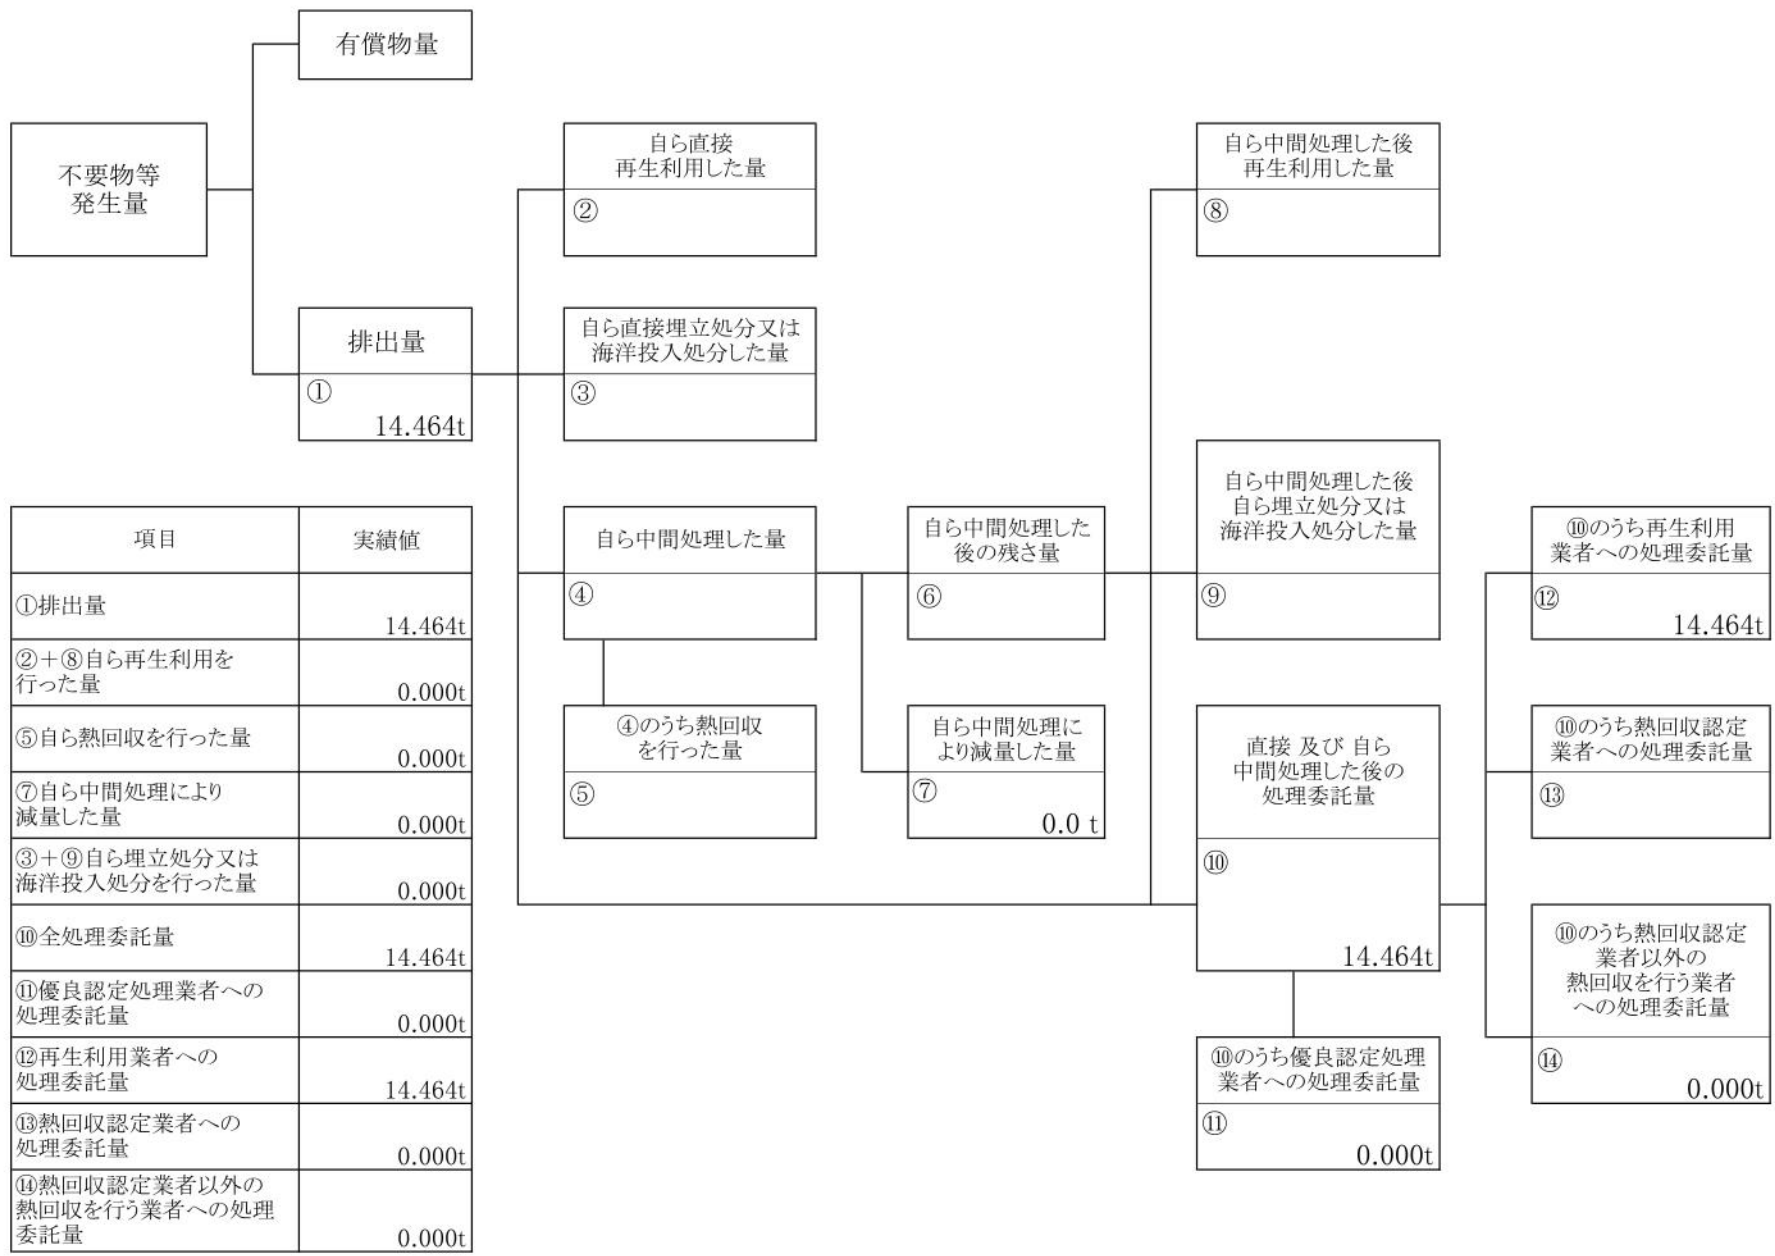 有償物量
不要物等
発生量
自ら直接
再生利用した量
②
自ら中間処理した後
再生利用した量
⑧
排出量
①
14.464t
自ら直接埋立処分又は
海洋投入処分した量
③
自ら中間処理した量
④
自ら中間処理した
後の残さ量
⑥
自ら中間処理した後
自ら埋立処分又は
海洋投入処分した量
⑨
⑩のうち再生利用
業者への処理委託量
⑫
14.464t
④のうち熱回収
を行った量
⑤
自ら中間処理に
より減量した量
⑦
0.0 t
直接 及び 自ら
中間処理した後の
処理委託量
⑩
14.464t
⑩のうち熱回収認定
業者への処理委託量
⑬
⑩のうち熱回収認定
業者以外の
熱回収を行う業者
への処理委託量
⑭
0.000t
⑩のうち優良認定処理
業者への処理委託量
⑪
0.000t
項目 実績値
①排出量
14.464t
②＋⑧自ら再生利用を
行った量
0.000t
⑤自ら熱回収を行った量
0.000t
⑦自ら中間処理により
減量した量
0.000t
③＋⑨自ら埋立処分又は
海洋投入処分を行った量
0.000t
⑩全処理委託量
14.464t
⑪優良認定処理業者への
処理委託量
0.000t
⑫再生利用業者への
処理委託量
14.464t
⑬熱回収認定業者への
処理委託量
0.000t
⑭熱回収認定業者以外の
熱回収を行う業者への処理
委託量
0.000t